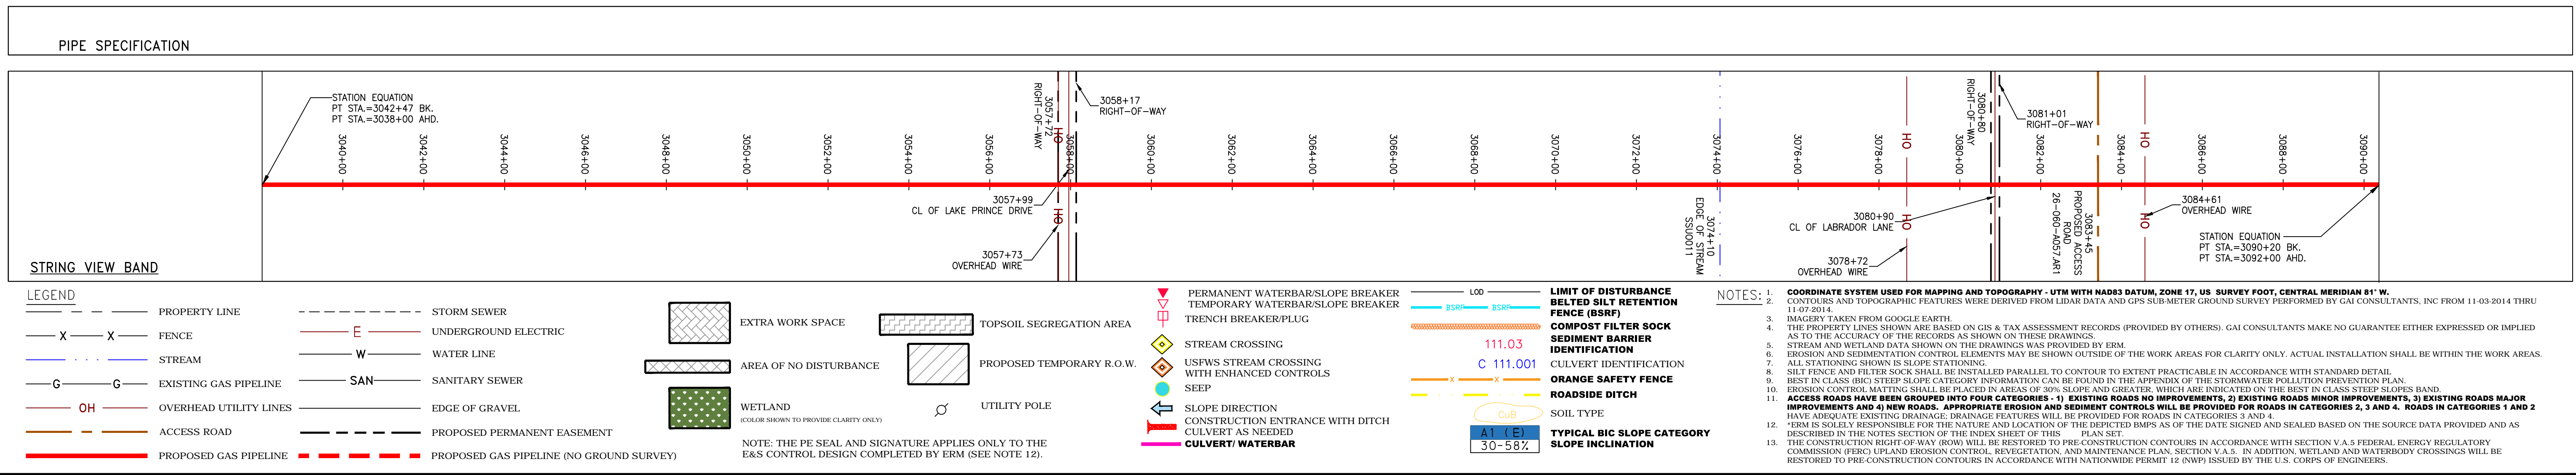 PIPE SPECIFICATION
STATION EQUATION
PT STA.=3042+47 BK.
PT STA.=3038+00 AHD.
3040+00
3042+00
3044+00
3046+00
3048+00
3050+00
3052+00
3054+00
3056+00
3057+72
RIGHT-OF-WAY
OH
3058+00
3058+17
RIGHT-OF-WAY
3060+00
3062+00
3064+00
3066+00
3068+00
3070+00
3072+00
3074+00
3076+00
3078+00
OH
3080+00
3080+80
RIGHT-OF-WAY
3081+01
RIGHT-OF-WAY
3082+00
3084+00
OH
3086+00
3088+00
3090+00
3057+99
CL OF LAKE PRINCE DRIVE
OH
3057+73
OVERHEAD WIRE
3074+10
EDGE OF STREAM
SSUO011
3080+90
CL OF LABRADOR LANE
OH
3078+72
OVERHEAD WIRE
3083+45
PROPOSED ACCESS
ROAD
26-060-A057.AR1
OH
3084+61
OVERHEAD WIRE
STATION EQUATION
PT STA.=3090+20 BK.
PT STA.=3092+00 AHD.
STRING VIEW BAND
LEGEND
PROPERTY LINE
X X FENCE
STREAM
G G EXISTING GAS PIPELINE
OH OVERHEAD UTILITY LINES
ACCESS ROAD
PROPOSED GAS PIPELINE
STORM SEWER
E UNDERGROUND ELECTRIC
W WATER LINE
SAN SANITARY SEWER
EDGE OF GRAVEL
PROPOSED PERMANENT EASEMENT
PROPOSED GAS PIPELINE (NO GROUND SURVEY)
EXTRA WORK SPACE
AREA OF NO DISTURBANCE
WETLAND
(COLOR SHOWN TO PROVIDE CLARITY ONLY)
TOPSOIL SEGREGATION AREA
PROPOSED TEMPORARY R.O.W.
UTILITY POLE
NOTE: THE PE SEAL AND SIGNATURE APPLIES ONLY TO THE
E&S CONTROL DESIGN COMPLETED BY ERM (SEE NOTE 12).
PERMANENT WATERBAR/SLOPE BREAKER
TEMPORARY WATERBAR/SLOPE BREAKER
TRENCH BREAKER/PLUG
STREAM CROSSING
USFWS STREAM CROSSING
WITH ENHANCED CONTROLS
SEEP
SLOPE DIRECTION
CONSTRUCTION ENTRANCE WITH DITCH
CULVERT AS NEEDED
CULVERT/ WATERBAR
LOD LIMIT OF DISTURBANCE
BSRF BSRF BELTED SILT RETENTION
FENCE (BSRF)
COMPOST FILTER SOCK
111.03 SEDIMENT BARRIER
IDENTIFICATION
C 111.001 CULVERT IDENTIFICATION
X X ORANGE SAFETY FENCE
ROADSIDE DITCH
CuB SOIL TYPE
A1 (E) TYPICAL BIC SLOPE CATEGORY
30-58% SLOPE INCLINATION
NOTES:
1. COORDINATE SYSTEM USED FOR MAPPING AND TOPOGRAPHY - UTM WITH NAD83 DATUM, ZONE 17, US SURVEY FOOT, CENTRAL MERIDIAN 81° W.
2. CONTOURS AND TOPOGRAPHIC FEATURES WERE DERIVED FROM LIDAR DATA AND GPS SUB-METER GROUND SURVEY PERFORMED BY GAI CONSULTANTS, INC FROM 11-03-2014 THRU
11-07-2014.
3. IMAGERY TAKEN FROM GOOGLE EARTH.
4. THE PROPERTY LINES SHOWN ARE BASED ON GIS & TAX ASSESSMENT RECORDS (PROVIDED BY OTHERS). GAI CONSULTANTS MAKE NO GUARANTEE EITHER EXPRESSED OR IMPLIED
AS TO THE ACCURACY OF THE RECORDS AS SHOWN ON THESE DRAWINGS.
5. STREAM AND WETLAND DATA SHOWN ON THE DRAWINGS WAS PROVIDED BY ERM.
6. EROSION AND SEDIMENTATION CONTROL ELEMENTS MAY BE SHOWN OUTSIDE OF THE WORK AREAS FOR CLARITY ONLY. ACTUAL INSTALLATION SHALL BE WITHIN THE WORK AREAS.
7. ALL STATIONING SHOWN IS SLOPE STATIONING.
8. SILT FENCE AND FILTER SOCK SHALL BE INSTALLED PARALLEL TO CONTOUR TO EXTENT PRACTICABLE IN ACCORDANCE WITH STANDARD DETAIL
9. BEST IN CLASS (BIC) STEEP SLOPE CATEGORY INFORMATION CAN BE FOUND IN THE APPENDIX OF THE STORMWATER POLLUTION PREVENTION PLAN.
10. EROSION CONTROL MATTING SHALL BE PLACED IN AREAS OF 30% SLOPE AND GREATER, WHICH ARE INDICATED ON THE BEST IN CLASS STEEP SLOPES BAND.
11. ACCESS ROADS HAVE BEEN GROUPED INTO FOUR CATEGORIES - 1) EXISTING ROADS NO IMPROVEMENTS, 2) EXISTING ROADS MINOR IMPROVEMENTS, 3) EXISTING ROADS MAJOR
IMPROVEMENTS AND 4) NEW ROADS. APPROPRIATE EROSION AND SEDIMENT CONTROLS WILL BE PROVIDED FOR ROADS IN CATEGORIES 2, 3 AND 4. ROADS IN CATEGORIES 1 AND 2
HAVE ADEQUATE EXISTING DRAINAGE; DRAINAGE FEATURES WILL BE PROVIDED FOR ROADS IN CATEGORIES 3 AND 4.
12. *ERM IS SOLELY RESPONSIBLE FOR THE NATURE AND LOCATION OF THE DEPICTED BMPS AS OF THE DATE SIGNED AND SEALED BASED ON THE SOURCE DATA PROVIDED AND AS
DESCRIBED IN THE NOTES SECTION OF THE INDEX SHEET OF THIS PLAN SET.
13. THE CONSTRUCTION RIGHT-OF-WAY (ROW) WILL BE RESTORED TO PRE-CONSTRUCTION CONTOURS IN ACCORDANCE WITH SECTION V.A.5 FEDERAL ENERGY REGULATORY
COMMISSION (FERC) UPLAND EROSION CONTROL, REVEGETATION, AND MAINTENANCE PLAN, SECTION V.A.5. IN ADDITION, WETLAND AND WATERBODY CROSSINGS WILL BE
RESTORED TO PRE-CONSTRUCTION CONTOURS IN ACCORDANCE WITH NATIONWIDE PERMIT 12 (NWP) ISSUED BY THE U.S. CORPS OF ENGINEERS.